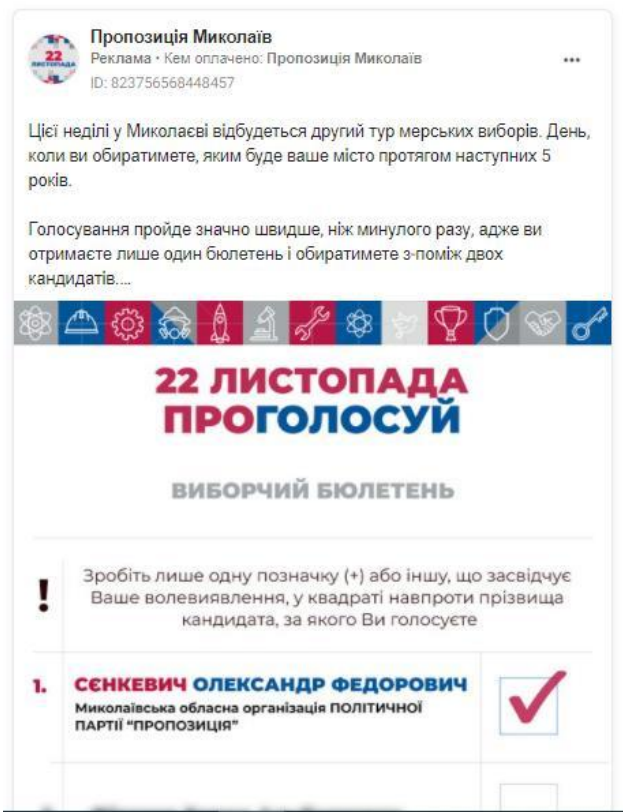 Пропозиція Миколаїв
22
ЛИСТОПАДА
Реклама • Кем оплачено: Пропозиція Миколаїв
ID: 823756568448457
Цієї неділі у Миколаєві відбудеться другий тур мерських виборів. День,
коли ви обиратимете, яким буде ваше місто протягом наступних 5
років.
Голосування пройде значно швидше, ніж минулого разу, адже ви
отримаєте лише один бюлетень і обиратимете з-поміж двох
кандидатів....
22 ЛИСТОПАДА
ПРОГОЛОСУЙ
ВИБОРЧИЙ БЮЛЕТЕНЬ
! Зробіть лише одну позначку (+) або іншу, що засвідчує
Ваше волевиявлення, у квадраті навпроти прізвища
кандидата, за якого Ви голосуєте
1. СЄНКЕВИЧ ОЛЕКСАНДР ФЕДОРОВИЧ
Миколаївська обласна організація ПОЛІТИЧНОЇ
ПАРТІЇ "ПРОПОЗИЦІЯ"